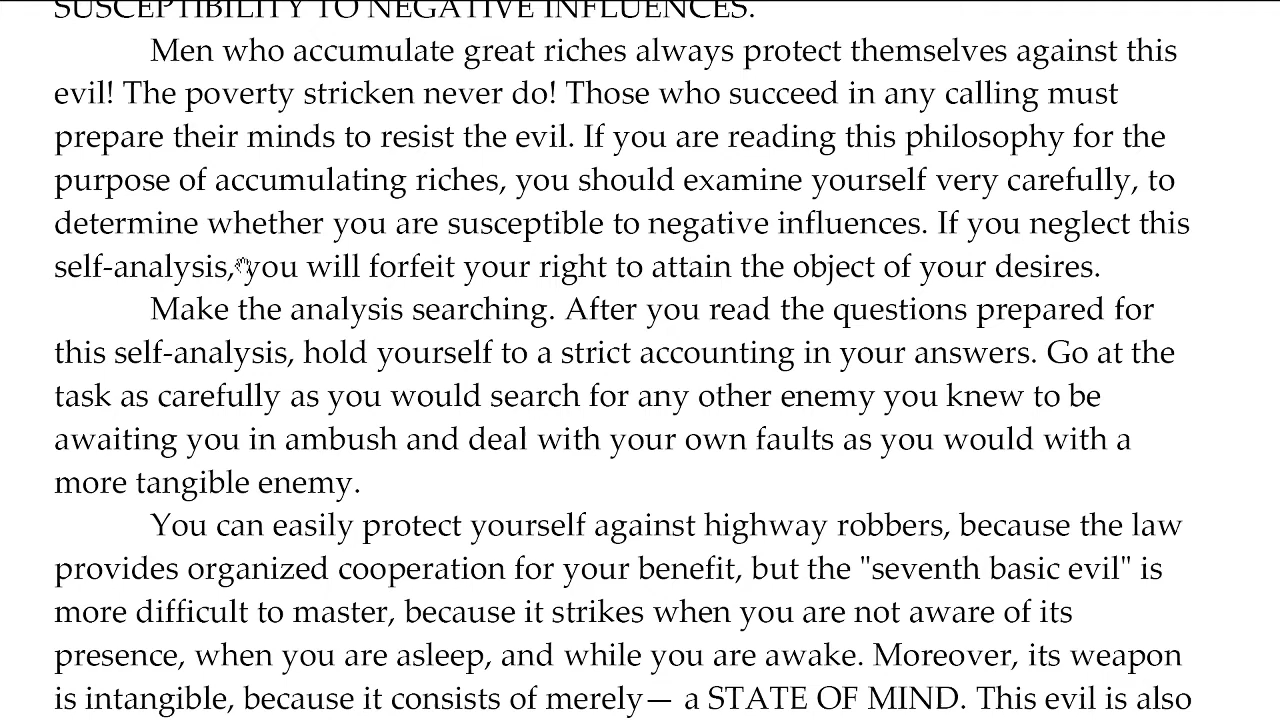 SUSCEPTIBILITY TO NEGATIVE INFLUENCES.
Men who accumulate great riches always protect themselves against this
evil! The poverty stricken never do! Those who succeed in any calling must
prepare their minds to resist the evil. If you are reading this philosophy for the
purpose of accumulating riches, you should examine yourself very carefully, to
determine whether you are susceptible to negative influences. If you neglect this
self-analysis, you will forfeit your right to attain the object of your desires.
Make the analysis searching. After you read the questions prepared for
this self-analysis, hold yourself to a strict accounting in your answers. Go at the
task as carefully as you would search for any other enemy you knew to be
awaiting you in ambush and deal with your own faults as you would with a
more tangible enemy.
You can easily protect yourself against highway robbers, because the law
provides organized cooperation for your benefit, but the "seventh basic evil" is
more difficult to master, because it strikes when you are not aware of its
presence, when you are asleep, and while you are awake. Moreover, its weapon
is intangible, because it consists of merely— a STATE OF MIND. This evil is also